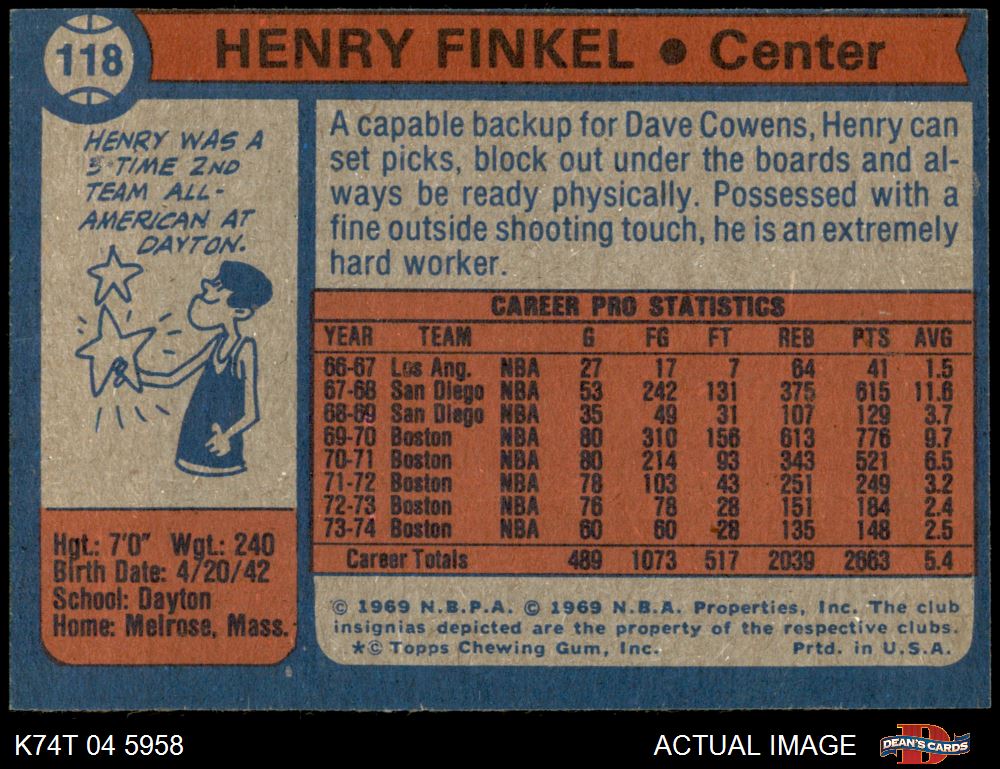 118
HENRY FINKEL • Center
HENRY WAS A
3-TIME 2ND
TEAM ALL-
AMERICAN AT
DAYTON.
A capable backup for Dave Cowens, Henry can
set picks, block out under the boards and al-
ways be ready physically. Possessed with a
fine outside shooting touch, he is an extremely
hard worker.
CAREER PRO STATISTICS
YEAR TEAM G FG FT REB PTS AVG
66-67 Los Ang. NBA 27 17 7 64 41 1.5
67-68 San Diego NBA 53 242 131 375 615 11.6
68-69 San Diego NBA 35 49 31 107 129 3.7
69-70 Boston NBA 80 310 156 613 776 9.7
70-71 Boston NBA 80 214 93 343 521 6.5
71-72 Boston NBA 78 103 43 251 249 3.2
72-73 Boston NBA 76 78 28 151 184 2.4
73-74 Boston NBA 60 60 28 135 148 2.5
Career Totals 489 1073 517 2039 2663 5.4
Hgt.: 7'0" Wgt.: 240
Birth Date: 4/20/42
School: Dayton
Home: Melrose, Mass.
© 1969 N.B.P.A. © 1969 N.B.A. Properties, Inc. The club
insignias depicted are the property of the respective clubs.
*© Topps Chewing Gum, Inc. Prtd. in U.S.A.
K74T 04 5958
ACTUAL IMAGE
DEAN'S CARDS